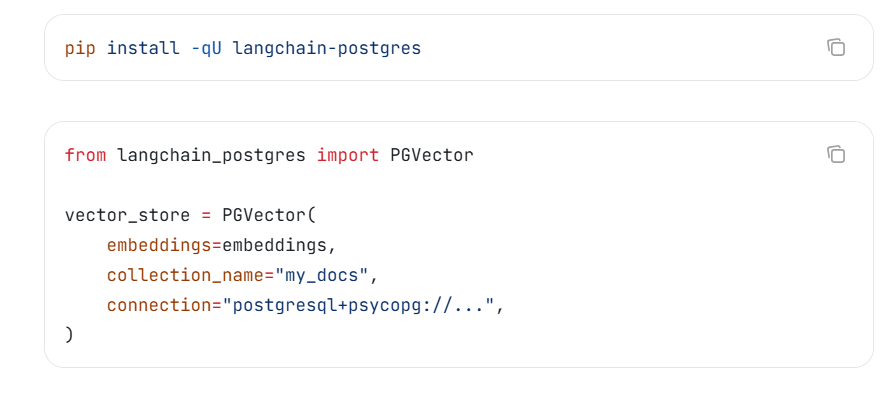 pip install -qU langchain-postgres
from langchain_postgres import PGVector
vector_store = PGVector(
    embeddings=embeddings,
    collection_name="my_docs",
    connection="postgresql+psycopg://...",
)